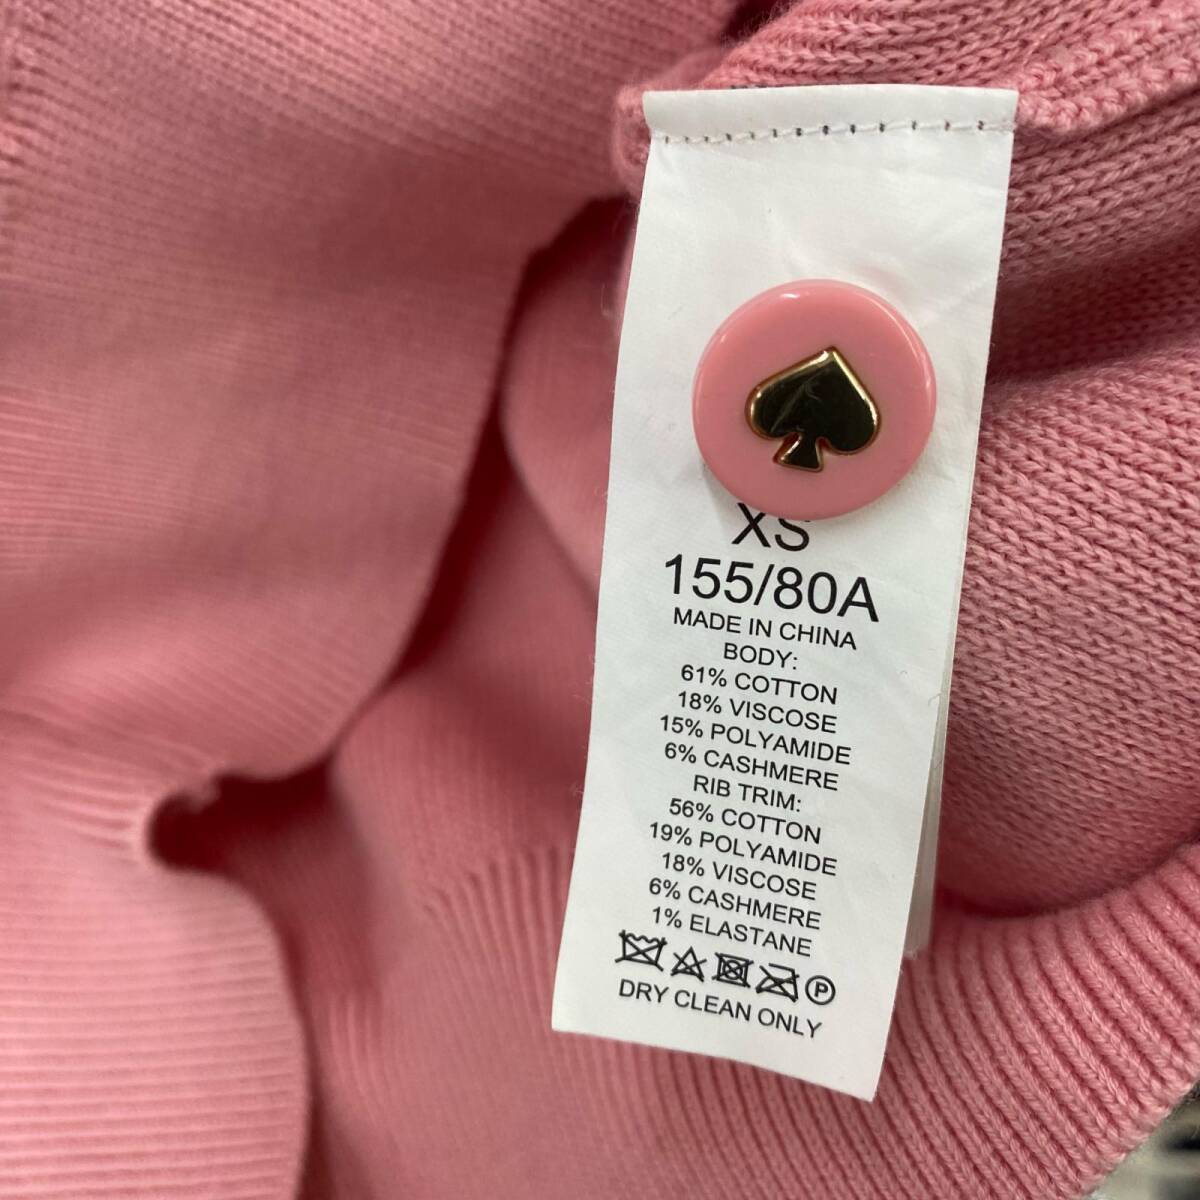 XS
155/80A
MADE IN CHINA
BODY:
61% COTTON
18% VISCOSE
15% POLYAMIDE
6% CASHMERE
RIB TRIM:
56% COTTON
19% POLYAMIDE
18% VISCOSE
6% CASHMERE
1% ELASTANE
P
DRY CLEAN ONLY